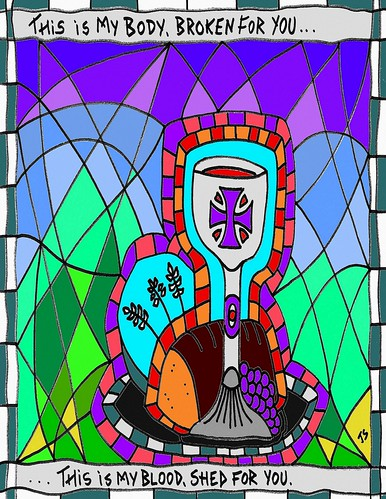 THIS IS MY BODY, BROKEN FOR YOU...
TS
.... THIS IS MY BLOOD, SHED FOR YOU.